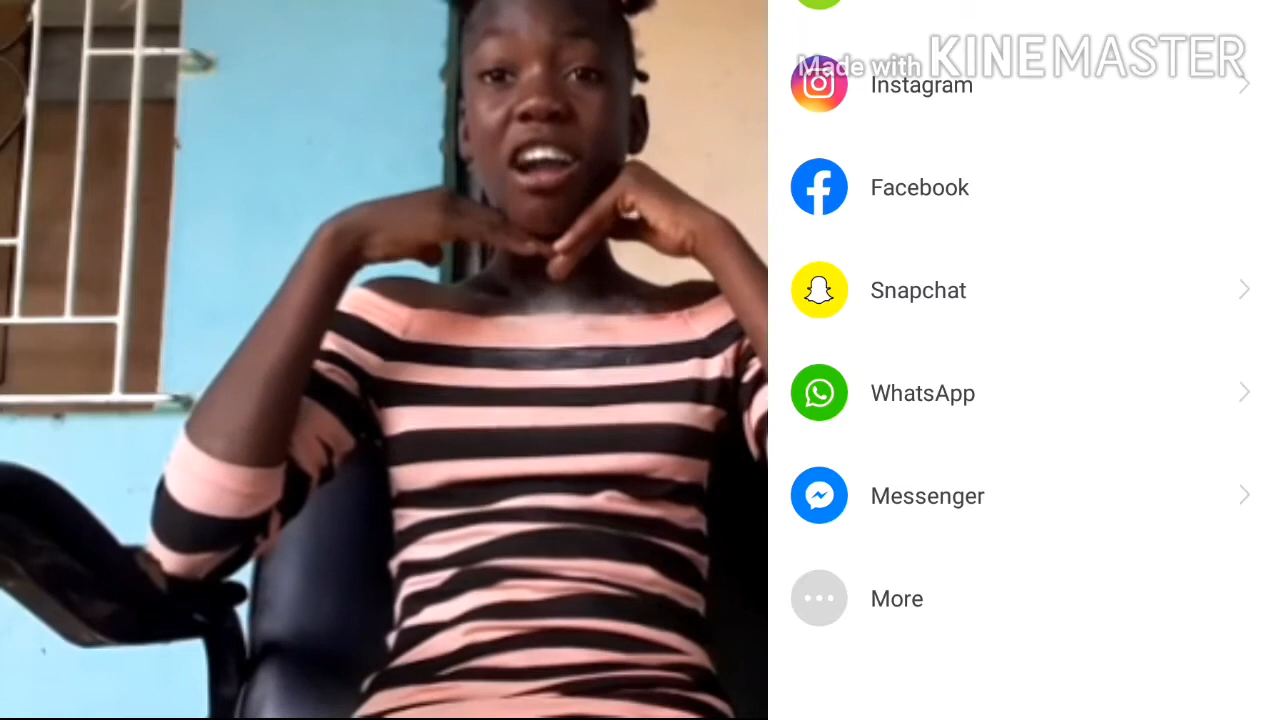 Made with KINEMASTER
Instagram
Facebook
Snapchat
WhatsApp
Messenger
More